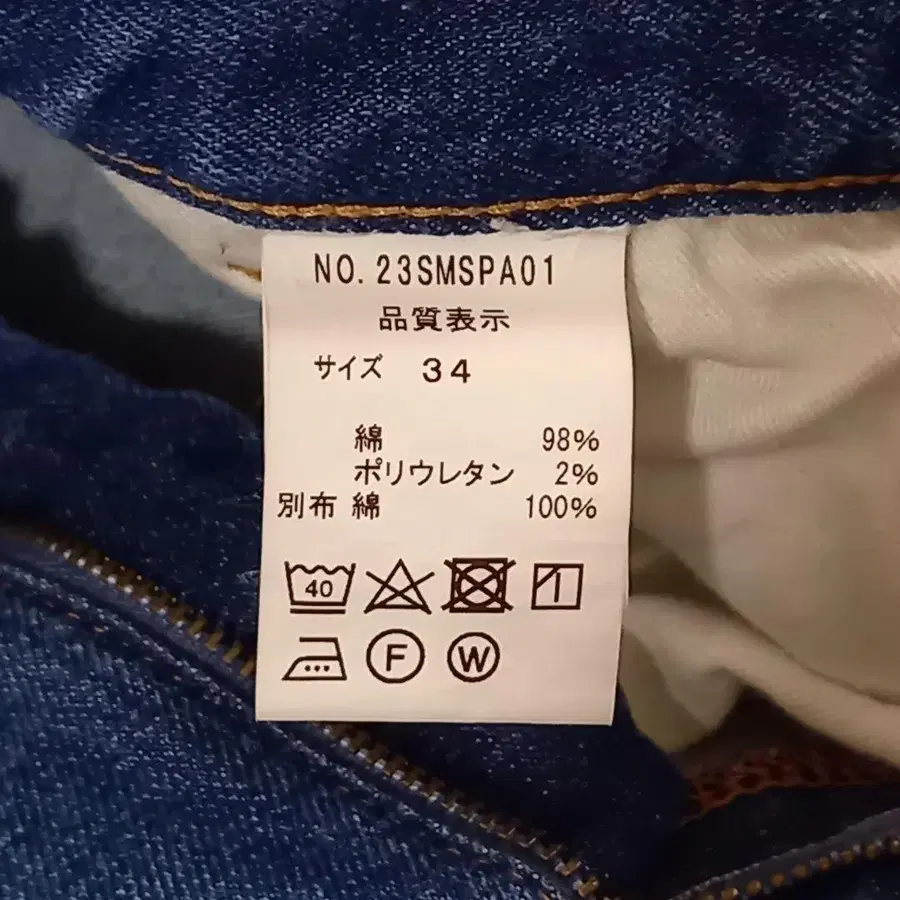 NO. 23SMSPA01
品質表示
サイズ 34
綿 98%
ポリウレタン 2%
別布 綿 100%
40
F W